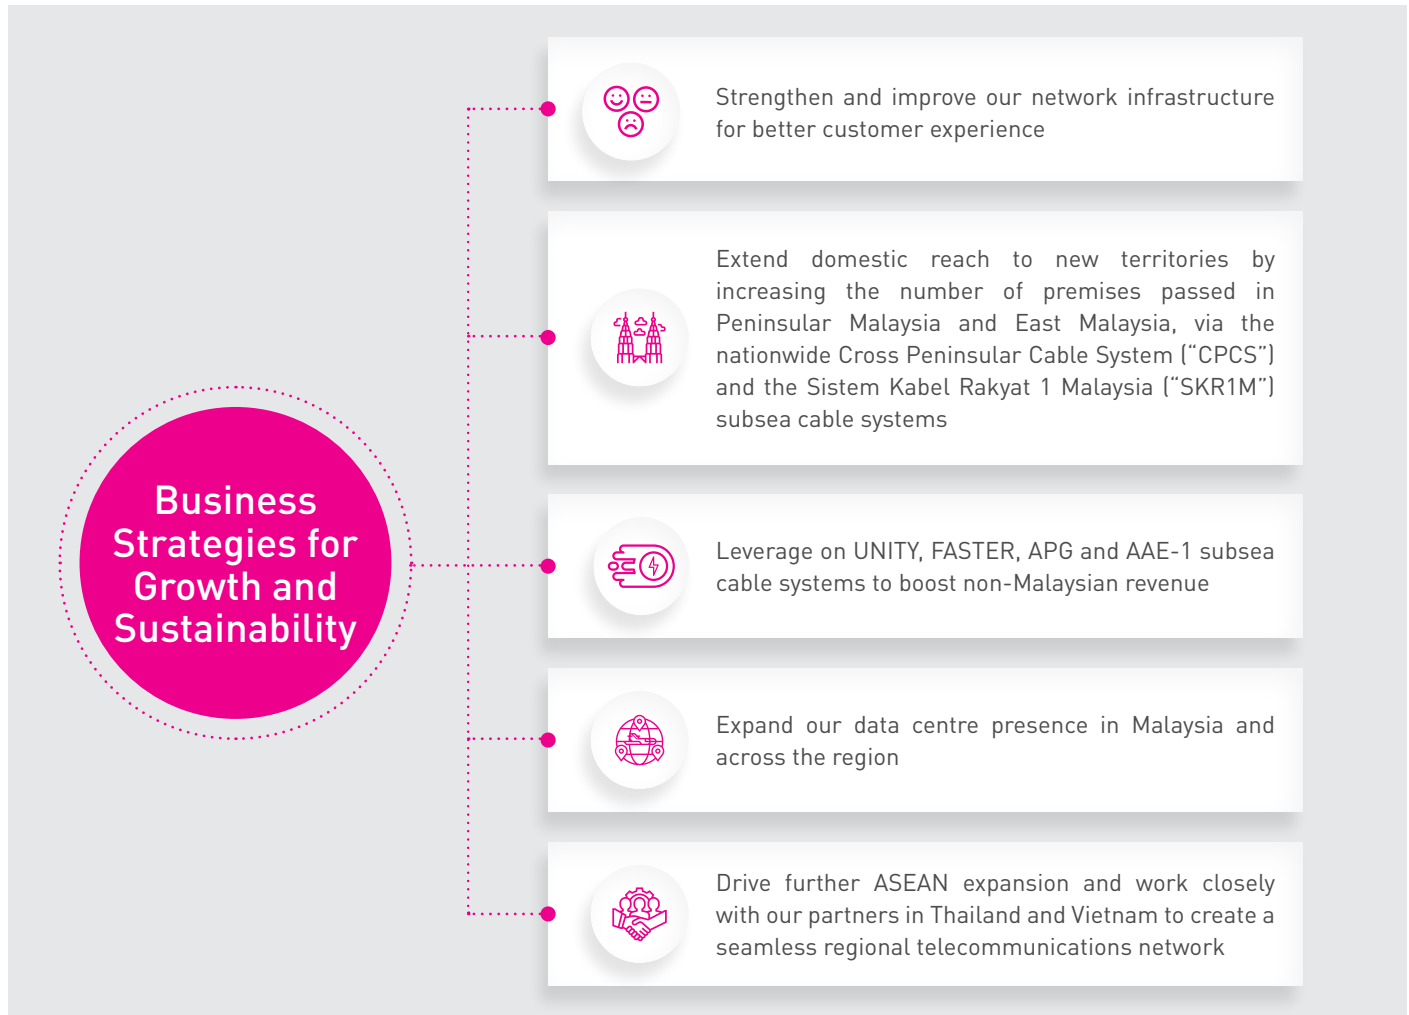 Business
Strategies for
Growth and
Sustainability
Strengthen and improve our network infrastructure
for better customer experience
Extend domestic reach to new territories by
increasing the number of premises passed in
Peninsular Malaysia and East Malaysia, via the
nationwide Cross Peninsular Cable System (“CPCS”)
and the Sistem Kabel Rakyat 1 Malaysia (“SKR1M”)
subsea cable systems
Leverage on UNITY, FASTER, APG and AAE-1 subsea
cable systems to boost non-Malaysian revenue
Expand our data centre presence in Malaysia and
across the region
Drive further ASEAN expansion and work closely
with our partners in Thailand and Vietnam to create a
seamless regional telecommunications network